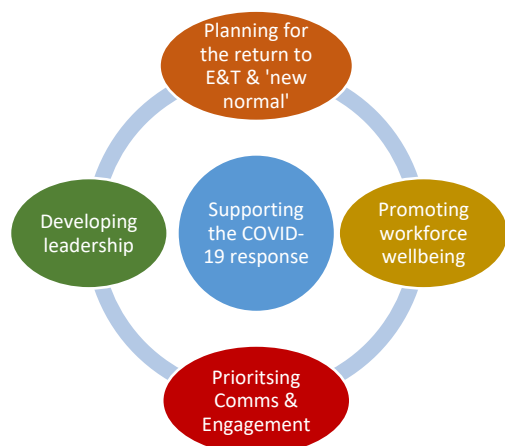 Planning for
the return to
E&T & 'new
normal'
Developing
leadership
Supporting
the COVID-
19 response
Promoting
workforce
wellbeing
Prioritsing
Comms &
Engagement